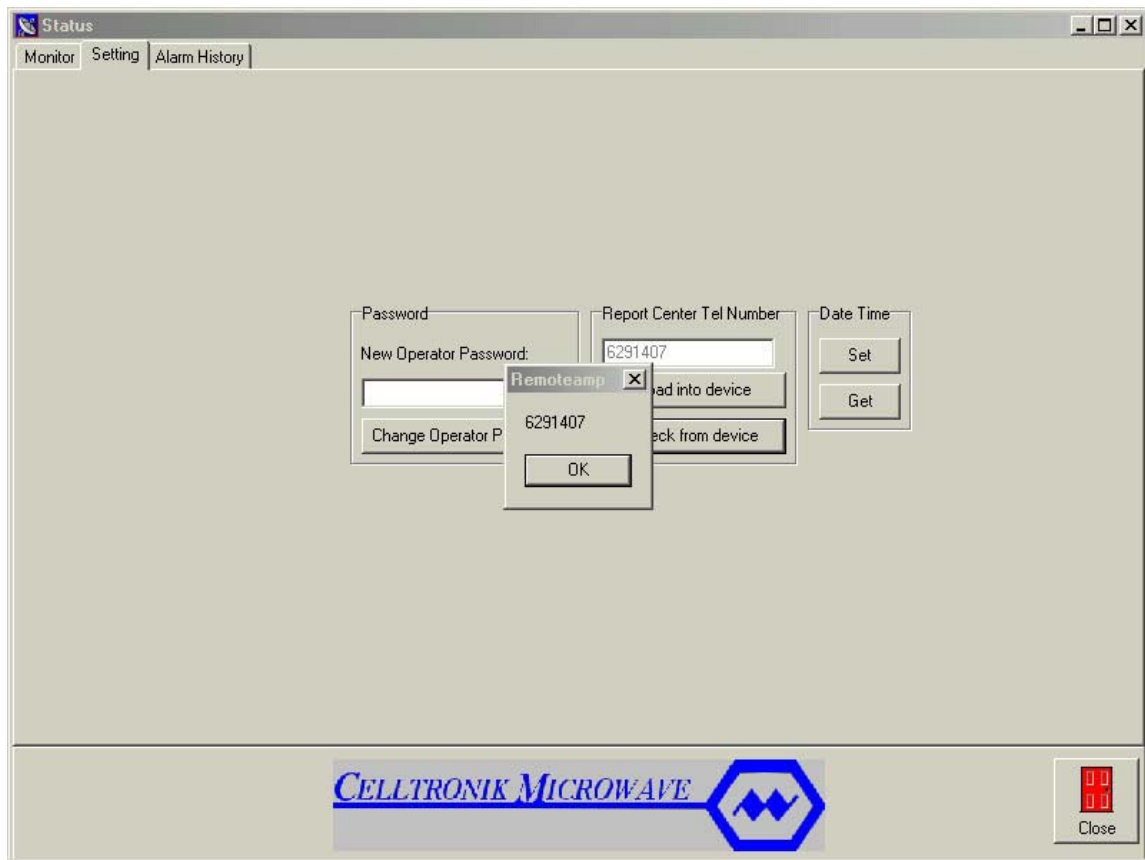 Status
Monitor Setting Alarm History
Password
New Operator Password:
Change Operator P
Report Center Tel Number
6291407
ad into device
eck from device
Date Time
Set
Get
Remoteamp
6291407
OK
CELLTRONIK MICROWAVE
Close